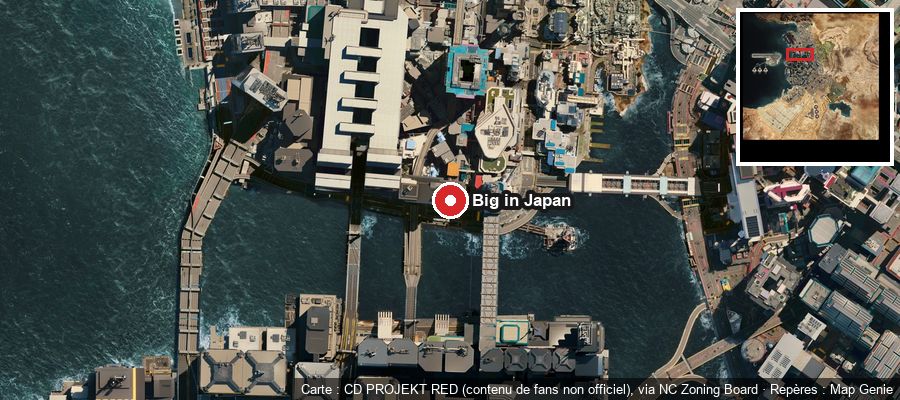 Big in Japan
Carte : CD PROJEKT RED (contenu de fans non officiel), via NC Zoning Board · Repères : Map Genie